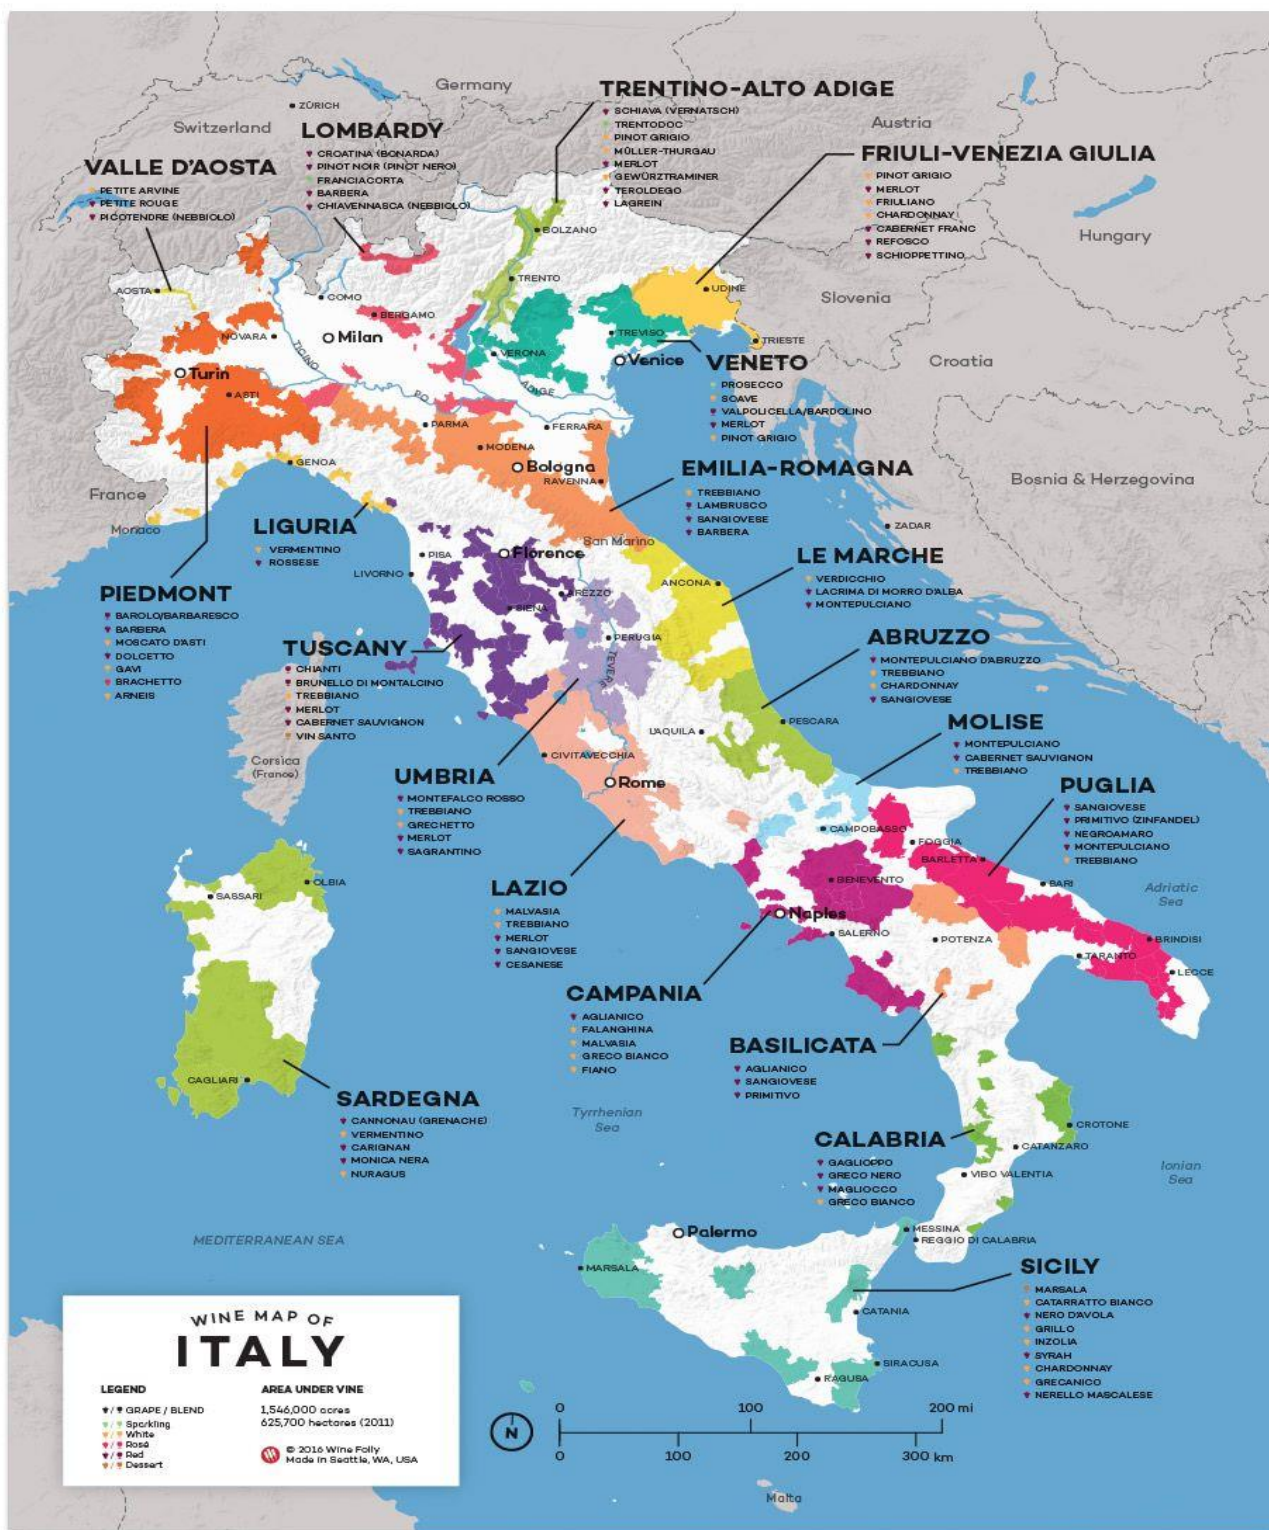 Germany
ZÜRICH
Switzerland
Austria
Hungary
Slovenia
Croatia
Bosnia & Herzegovina
France
Monaco
TRENTINO-ALTO ADIGE
SCHIAVA (VERNATSCH)
TRENTODOC
PINOT GRIGIO
MÜLLER-THURGAU
MERLOT
GEWÜRZTRAMINER
TEROLDEGO
LAGREIN
LOMBARDY
CROATINA (BONARDA)
PINOT NOIR (PINOT NERO)
FRANCIACORTA
BARBERA
CHIAVENNASCA (NEBBIOLO)
VALLE D'AOSTA
PETITE ARVINE
PETITE ROUGE
PICOTENDRE (NEBBIOLO)
FRIULI-VENEZIA GIULIA
PINOT GRIGIO
MERLOT
FRIULIANO
CHARDONNAY
CABERNET FRANC
REFOSCO
SCHIOPPETTINO
BOLZANO
TRENTO
UDINE
AOSTA
COMO
BERGAMO
NOVARA
Milan
TICINO
VERONA
TREVISO
Venice
TRIESTE
Turin
ASTI
PO
ADIGE
PARMA
FERRARA
MODENA
Bologna
RAVENNA
GENOA
VENETO
PROSECCO
SOAVE
VALPOLICELLA/BARDOLINO
MERLOT
PINOT GRIGIO
EMILIA-ROMAGNA
TREBBIANO
LAMBRUSCO
SANGIOVESE
BARBERA
LIGURIA
VERMENTINO
ROSSESE
San Marino
ZADAR
PISA
Florence
LIVORNO
AREZZO
SIENA
ANCONA
PERUGIA
TEVERE
LE MARCHE
VERDICCHIO
LACRIMA DI MORRO D'ALBA
MONTEPULCIANO
PIEDMONT
BAROLO/BARBARESCO
BARBERA
MOSCATO D'ASTI
DOLCETTO
GAVI
BRACHETTO
ARNEIS
TUSCANY
CHIANTI
BRUNELLO DI MONTALCINO
TREBBIANO
MERLOT
CABERNET SAUVIGNON
VIN SANTO
ABRUZZO
MONTEPULCIANO D'ABRUZZO
TREBBIANO
CHARDONNAY
SANGIOVESE
PESCARA
L'AQUILA
CIVITAVECCHIA
Rome
Corsica
(France)
MOLISE
MONTEPULCIANO
CABERNET SAUVIGNON
TREBBIANO
UMBRIA
MONTEFALCO ROSSO
TREBBIANO
GRECHETTO
MERLOT
SAGRANTINO
PUGLIA
SANGIOVESE
PRIMITIVO (ZINFANDEL)
NEGROAMARO
MONTEPULCIANO
TREBBIANO
CAMPOBASSO
FOGGIA
BARLETTA
BARI
BENEVENTO
Naples
SALERNO
POTENZA
TARANTO
BRINDISI
LECCE
Adriatic
Sea
LAZIO
MALVASIA
TREBBIANO
MERLOT
SANGIOVESE
CESANESE
OLBIA
SASSARI
CAGLIARI
CAMPANIA
AGLIANICO
FALANGHINA
MALVASIA
GRECO BIANCO
FIANO
BASILICATA
AGLIANICO
SANGIOVESE
PRIMITIVO
SARDEGNA
CANNONAU (GRENACHE)
VERMENTINO
CARIGNAN
MONICA NERA
NURAGUS
Tyrrhenian
Sea
CALABRIA
GAGLIOPPO
GRECO NERO
MAGLIOCCO
GRECO BIANCO
CROTONE
CATANZARO
VIBO VALENTIA
Ionian
Sea
MESSINA
REGGIO DI CALABRIA
Palermo
MARSALA
CATANIA
SIRACUSA
RAGUSA
MEDITERRANEAN SEA
SICILY
MARSALA
CATARRATTO BIANCO
NERO D'AVOLA
GRILLO
INZOLIA
SYRAH
CHARDONNAY
GRECANICO
NERELLO MASCALESE
WINE MAP OF
ITALY
LEGEND
/ GRAPE / BLEND
/ Sparkling
/ White
/ Rosé
/ Red
/ Dessert
AREA UNDER VINE
1,546,000 acres
625,700 hectares (2011)
© 2016 Wine Folly
Made in Seattle, WA, USA
N
0 100 200 mi
0 100 200 300 km
Malta